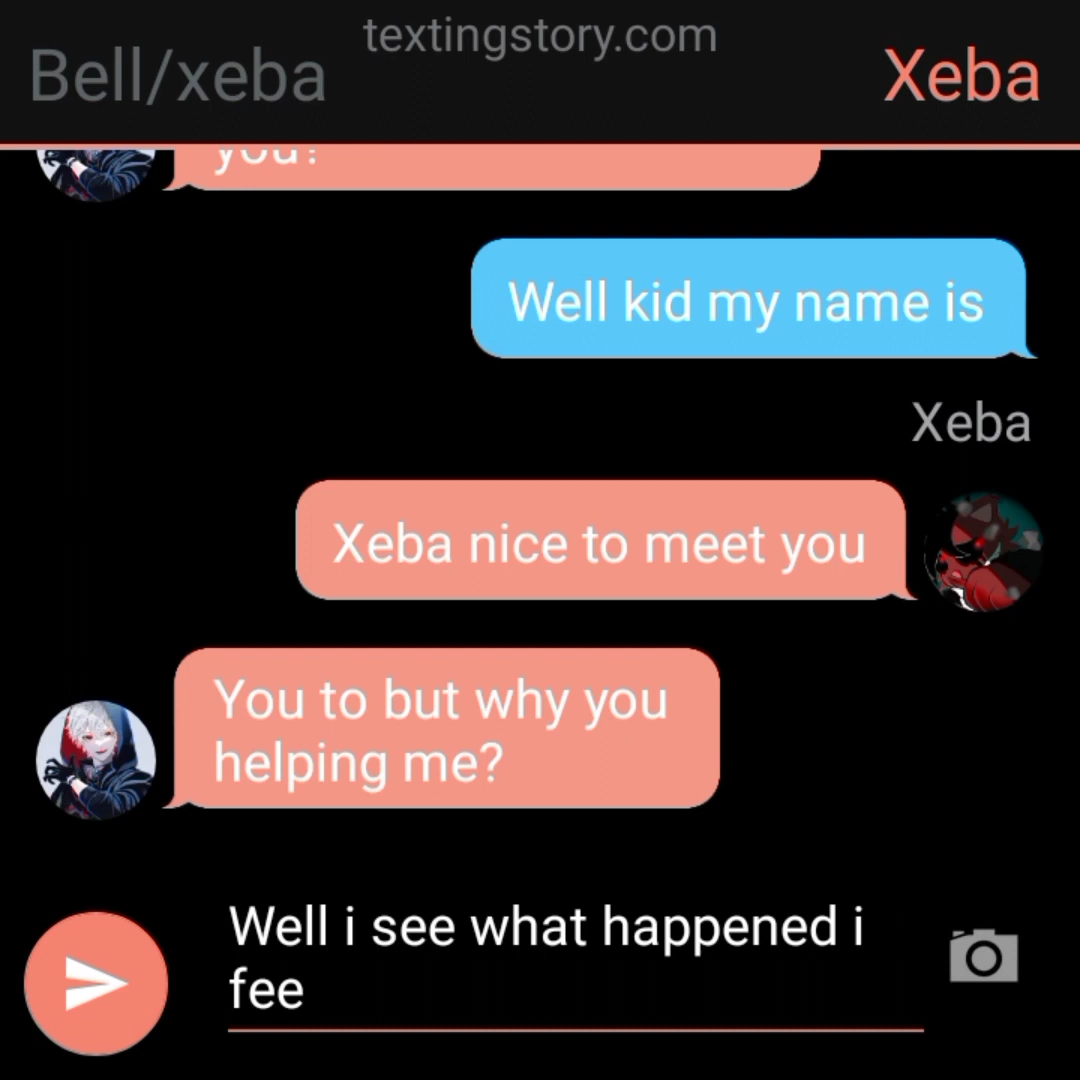 textingstory.com
Bell/xeba
Xeba
you?
Well kid my name is
Xeba
Xeba nice to meet you
You to but why you
helping me?
Well i see what happened i
fee